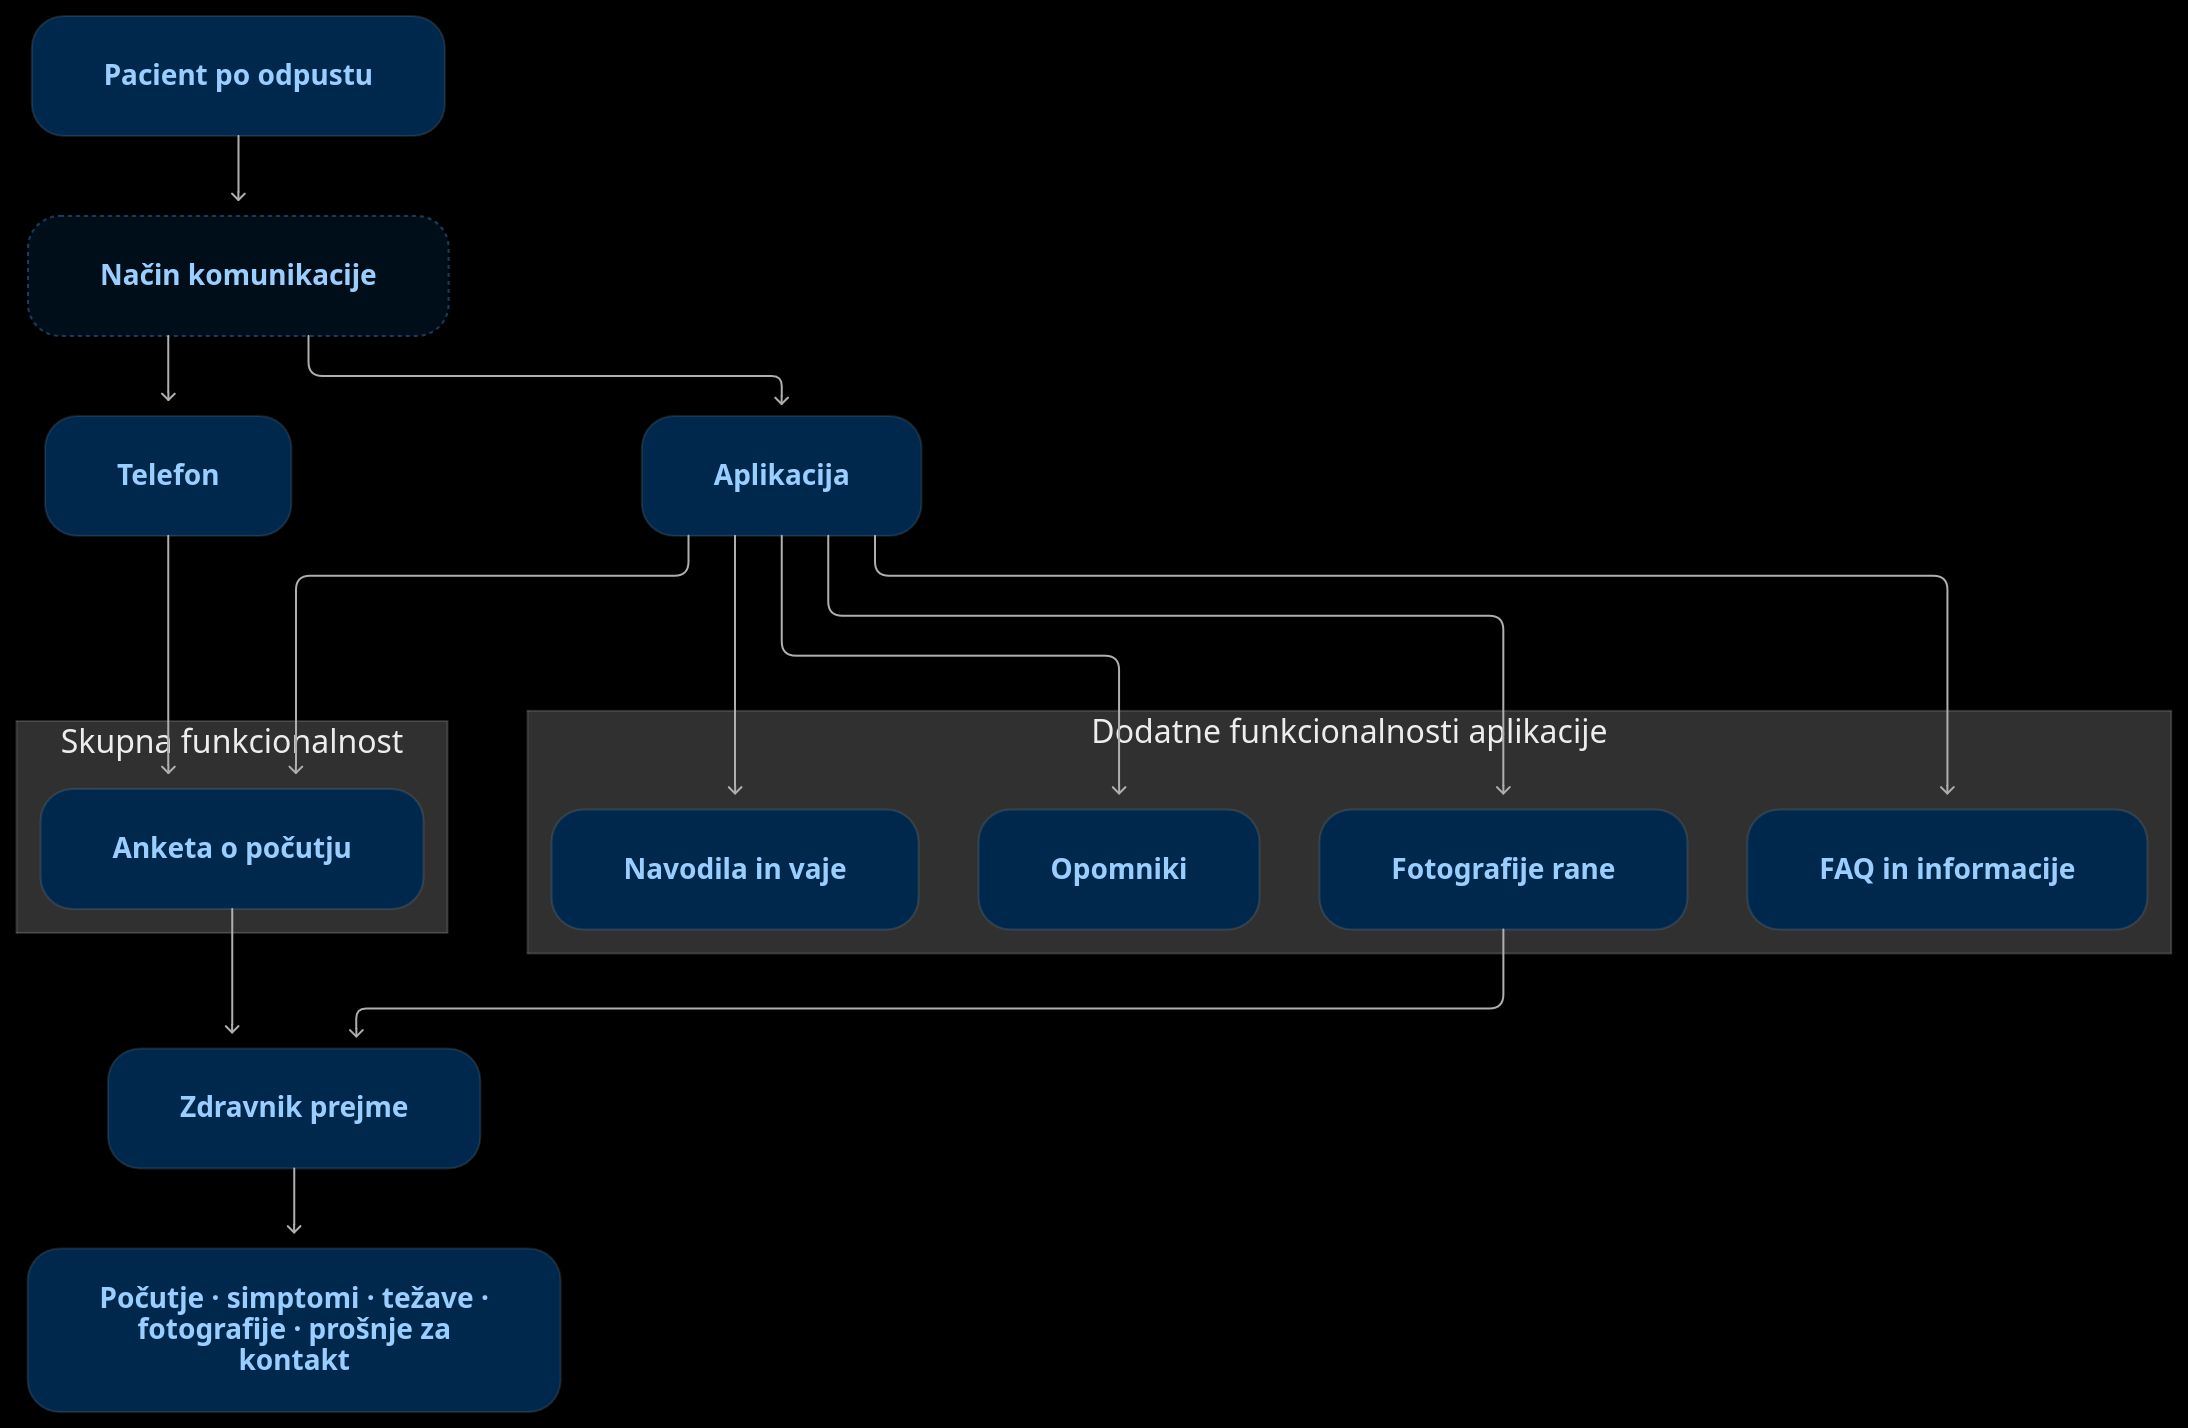 Pacient po odpustu
Način komunikacije
Telefon
Aplikacija
Skupna funkcionalnost
Dodatne funkcionalnosti aplikacije
Anketa o počutju
Navodila in vaje
Opomniki
Fotografije rane
FAQ in informacije
Zdravnik prejme
Počutje · simptomi · težave ·
fotografije · prošnje za
kontakt